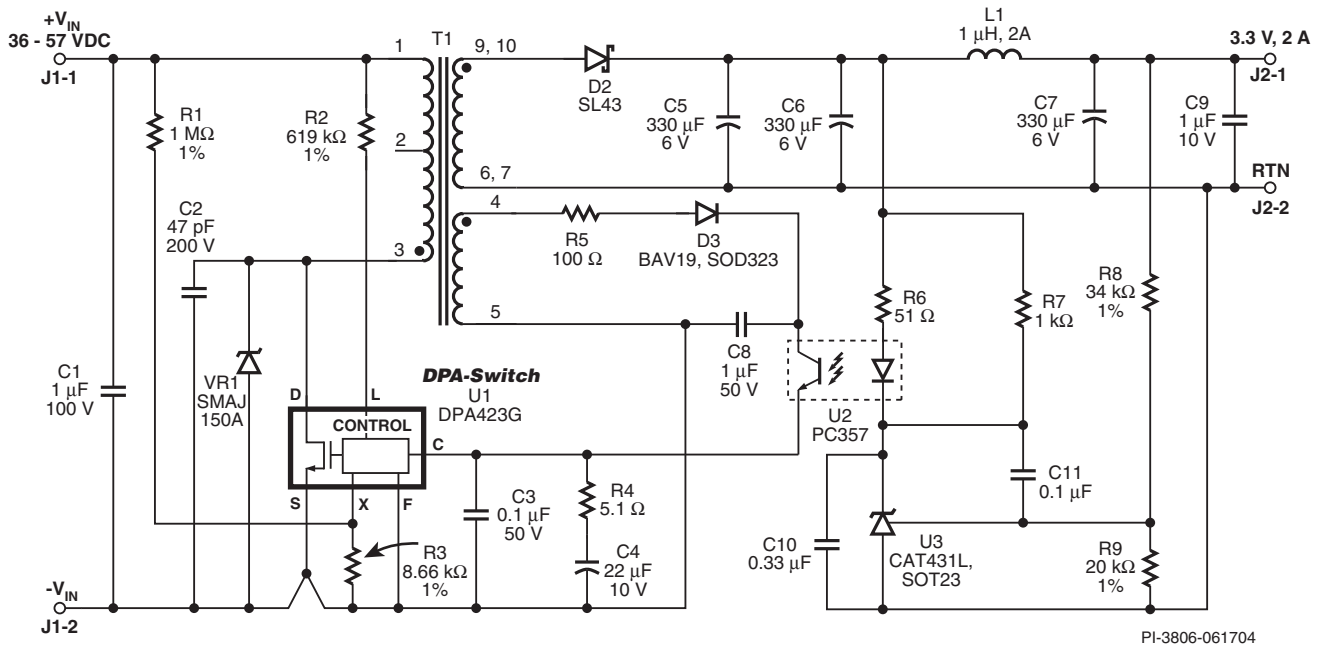 +VIN
36 - 57 VDC
J1-1
R1
1 MΩ
1%
R2
619 kΩ
1%
C2
47 pF
200 V
C1
1 μF
100 V
VR1
SMAJ
150A
1
2
3
T1
9, 10
6, 7
4
5
D2
SL43
C5
330 μF
6 V
C6
330 μF
6 V
L1
1 μH, 2A
C7
330 μF
6 V
C9
1 μF
10 V
3.3 V, 2 A
J2-1
RTN
J2-2
R5
100 Ω
D3
BAV19, SOD323
C8
1 μF
50 V
R6
51 Ω
R7
1 kΩ
R8
34 kΩ
1%
DPA-Switch
U1
DPA423G
D
L
CONTROL
C
S
X
F
U2
PC357
C3
0.1 μF
50 V
R4
5.1 Ω
C4
22 μF
10 V
R3
8.66 kΩ
1%
C11
0.1 μF
C10
0.33 μF
U3
CAT431L,
SOT23
R9
20 kΩ
1%
-VIN
J1-2
PI-3806-061704